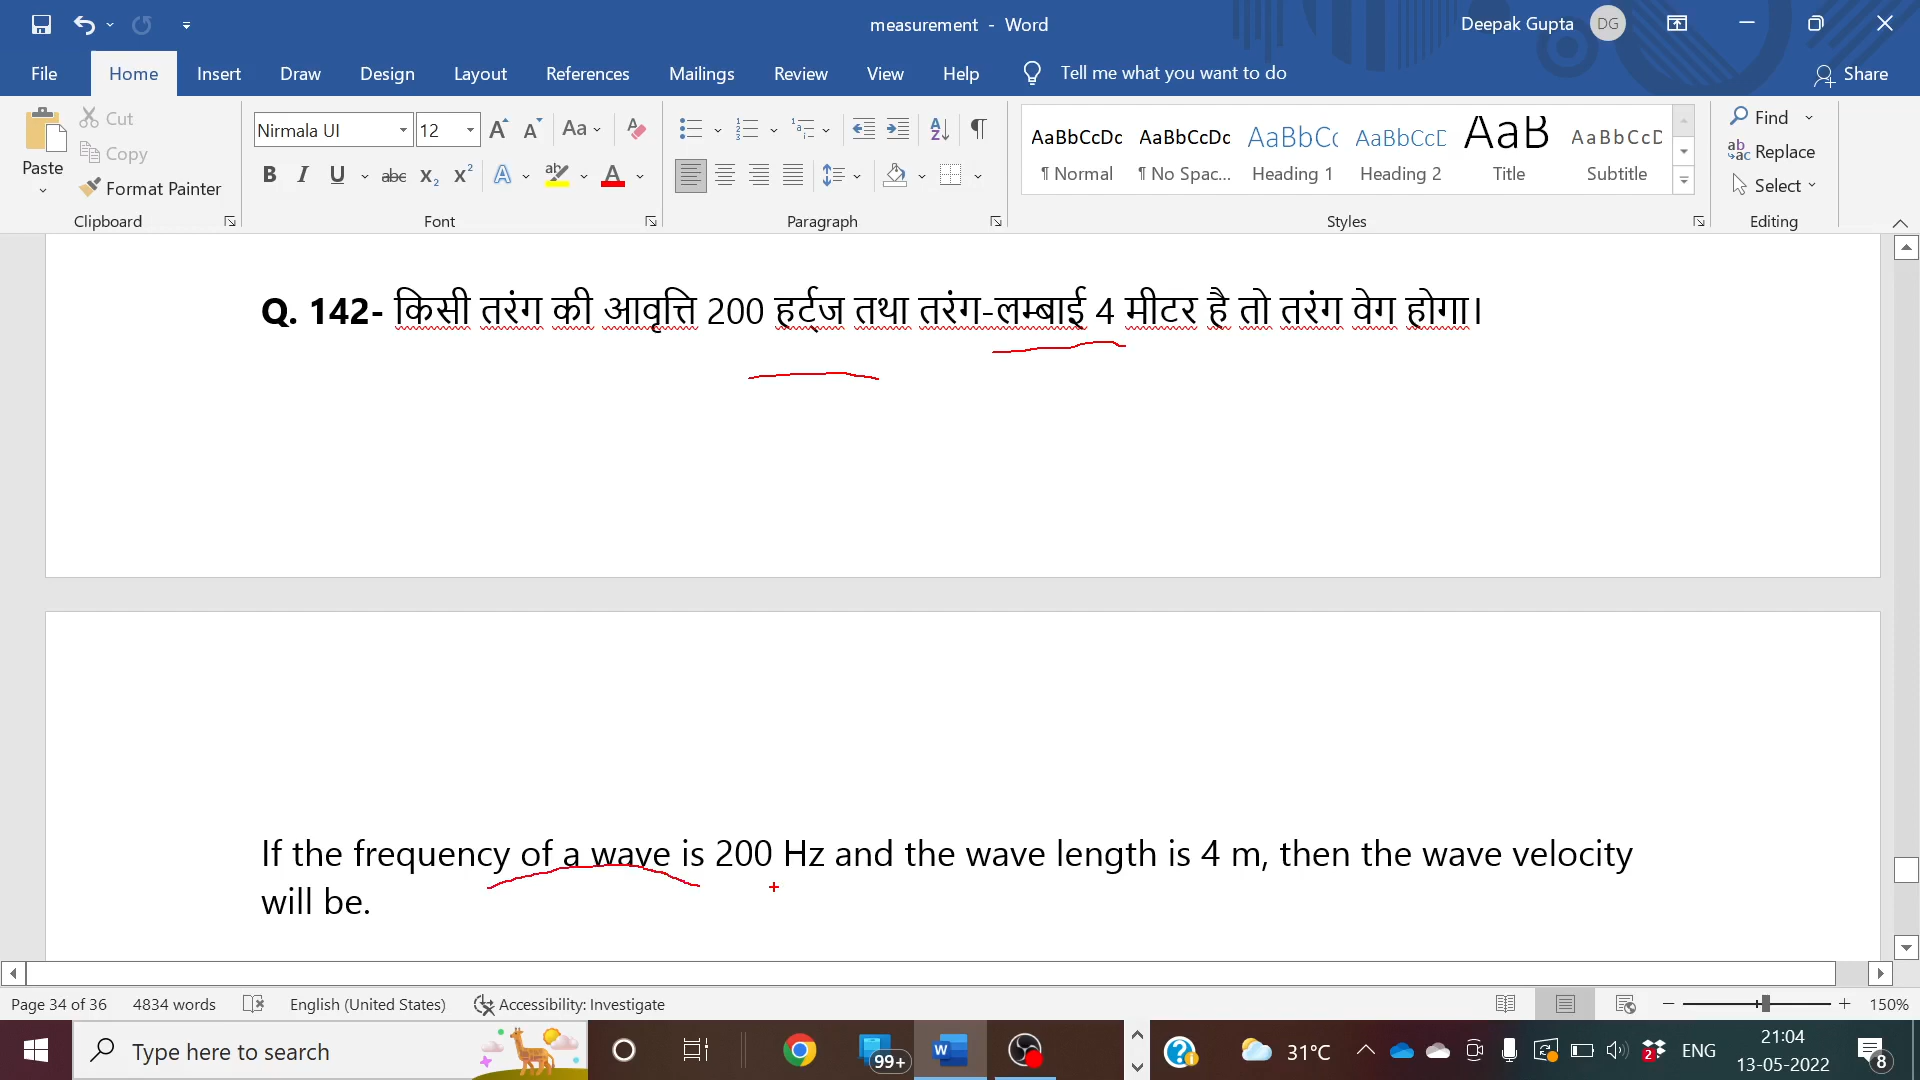 measurement - Word
Deepak Gupta DG
File Home Insert Draw Design Layout References Mailings Review View Help Tell me what you want to do Share
Paste
Cut
Copy
Format Painter
Clipboard
Nirmala UI 12
Font
Paragraph
AaBbCcDc AaBbCcDc AaBbC AaBbCcD AaB AaBbCcD
¶ Normal ¶ No Spac... Heading 1 Heading 2 Title Subtitle
Styles
Find
Replace
Select
Editing
Q. 142- किसी तरंग की आवृत्ति 200 हर्ट्ज तथा तरंग-लम्बाई 4 मीटर है तो तरंग वेग होगा।
If the frequency of a wave is 200 Hz and the wave length is 4 m, then the wave velocity
will be.
Page 34 of 36 4834 words English (United States) Accessibility: Investigate 150%
Type here to search
99+
31°C
2
ENG
21:04
13-05-2022
8